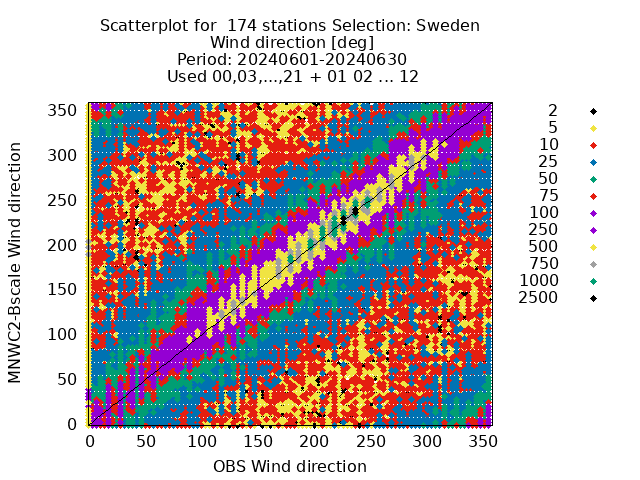 Scatterplot for  174 stations Selection: Sweden
Wind direction [deg]
Period: 20240601-20240630
Used 00,03,...,21 + 01 02 ... 12
MNWC2-Bscale Wind direction
350
300
250
200
150
100
50
0
0 50 100 150 200 250 300 350
OBS Wind direction
2
5
10
25
50
75
100
250
500
750
1000
2500